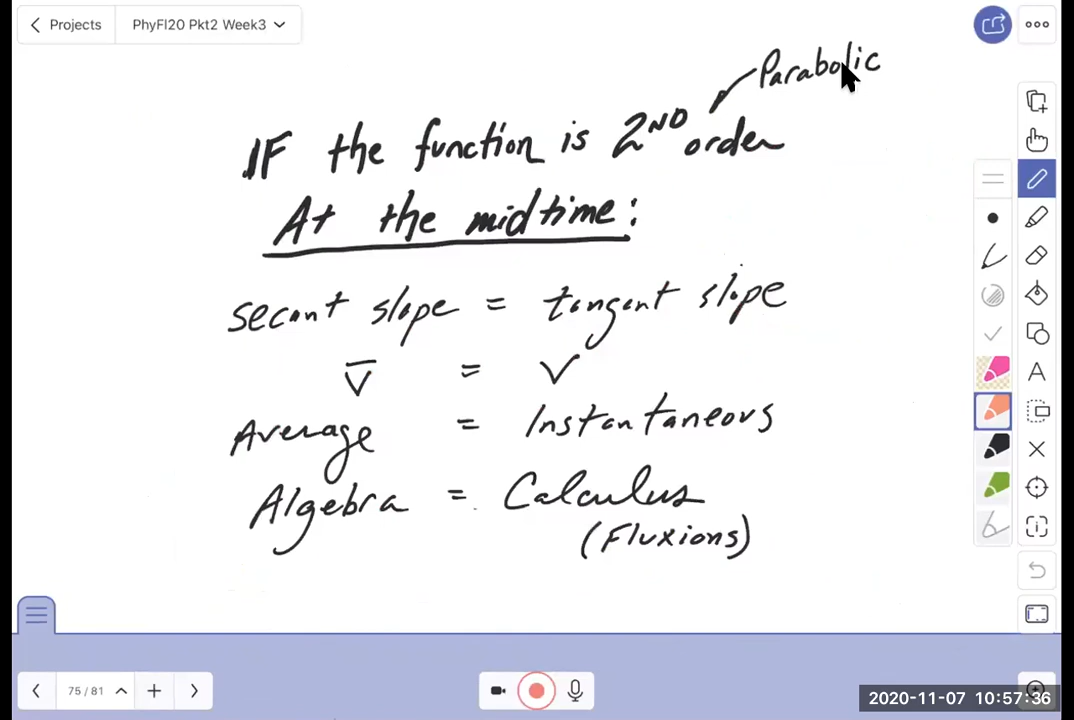 Projects
PhyFl20 Pkt2 Week3
Parabolic
IF the function is 2ND order
At the midtime:
secant slope = tangent slope
V̅ = V
Average = Instantaneous
Algebra = Calculus
(Fluxions)
A
75 / 81
2020-11-07 10:57:36